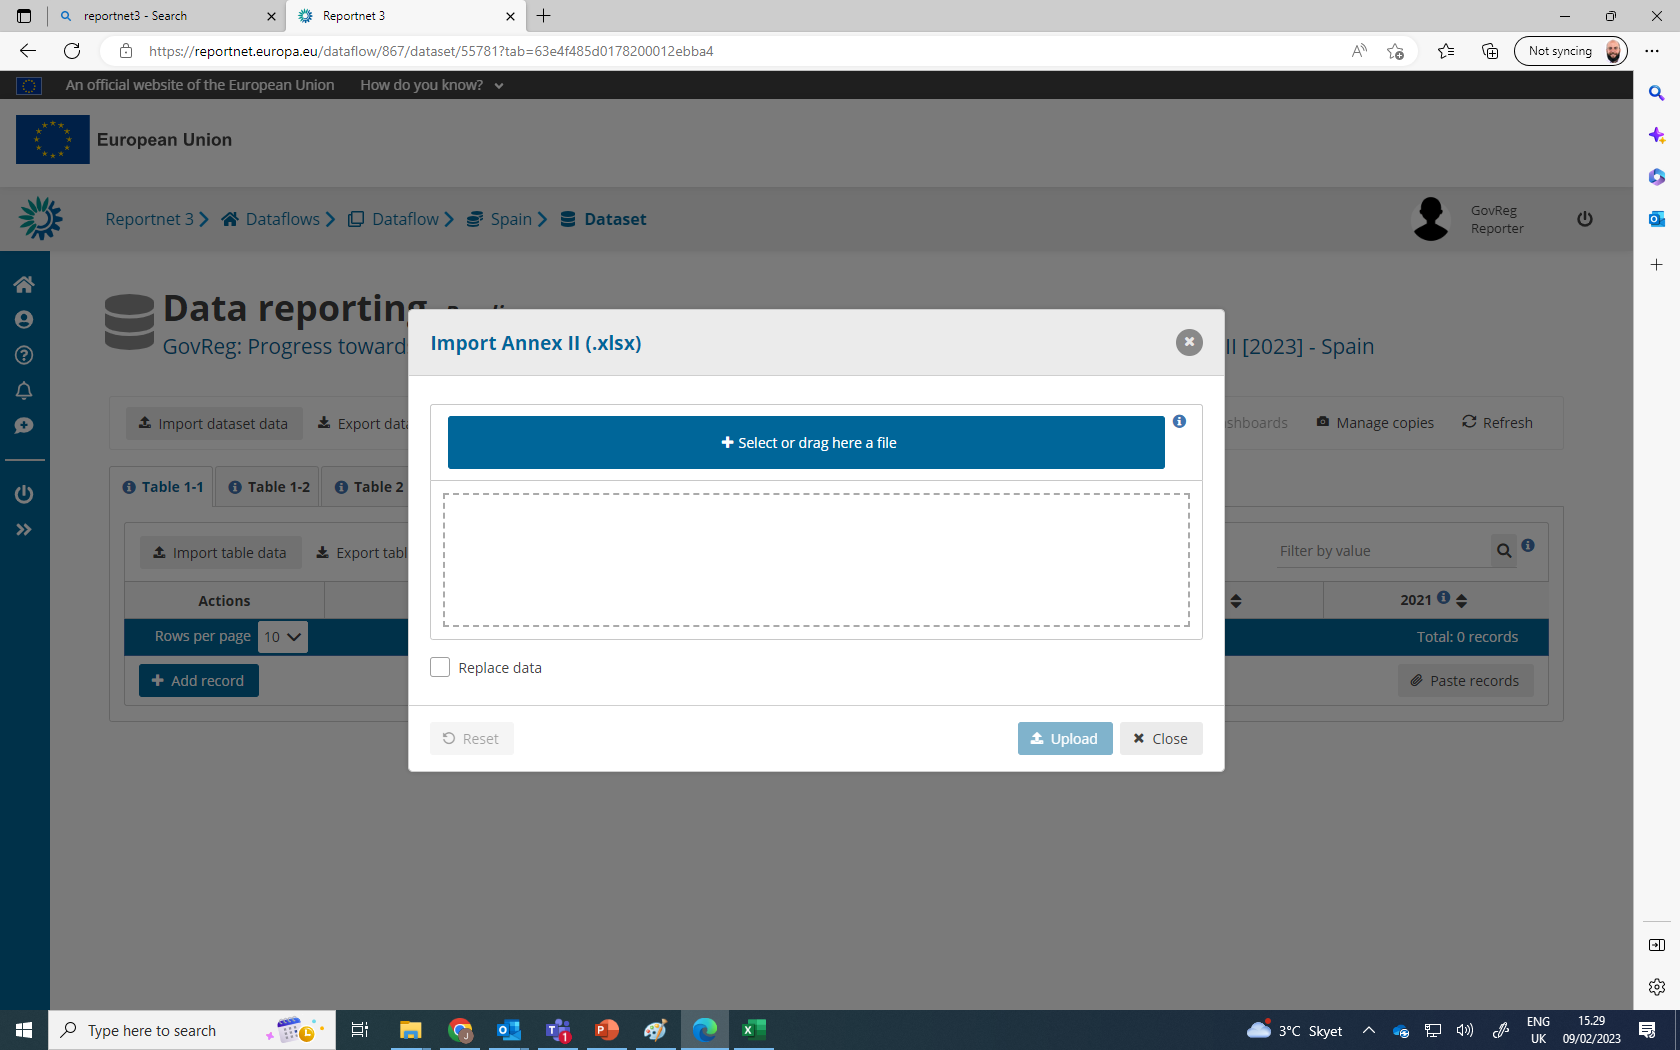 reportnet3 - Search
Reportnet 3
https://reportnet.europa.eu/dataflow/867/dataset/55781?tab=63e4f485d0178200012ebba4
Not syncing
An official website of the European Union
How do you know?
European Union
Reportnet 3
Dataflows
Dataflow
Spain
Dataset
GovReg
Reporter
Data reporting
GovReg: Progress toward
II [2023] - Spain
Import dataset data
Export dat
shboards
Manage copies
Refresh
Table 1-1
Table 1-2
Table 2
Import table data
Export tabl
Filter by value
Actions
2021
Rows per page
10
Total: 0 records
Add record
Paste records
Import Annex II (.xlsx)
Select or drag here a file
Replace data
Reset
Upload
Close
Type here to search
3°C Skyet
ENG
UK
15.29
09/02/2023